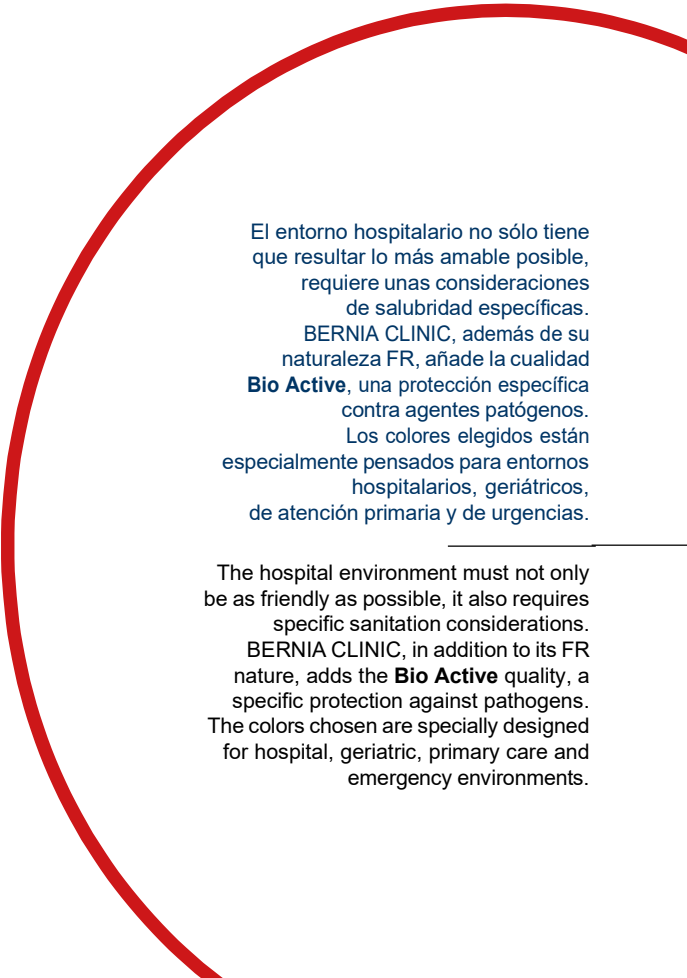 El entorno hospitalario no sólo tiene
que resultar lo más amable posible,
requiere unas consideraciones
de salubridad específicas.
BERNIA CLINIC, además de su
naturaleza FR, añade la cualidad
Bio Active, una protección específica
contra agentes patógenos.
Los colores elegidos están
especialmente pensados para entornos
hospitalarios, geriátricos,
de atención primaria y de urgencias.
The hospital environment must not only
be as friendly as possible, it also requires
specific sanitation considerations.
BERNIA CLINIC, in addition to its FR
nature, adds the Bio Active quality, a
specific protection against pathogens.
The colors chosen are specially designed
for hospital, geriatric, primary care and
emergency environments.